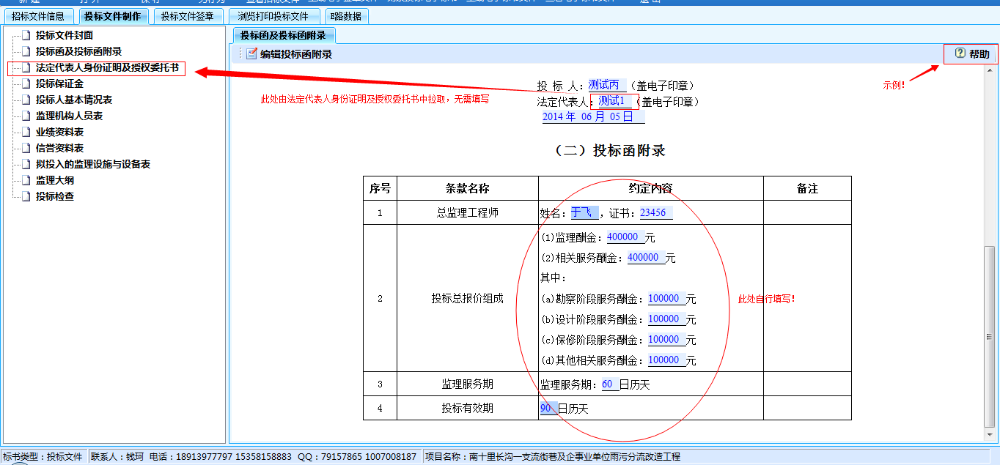 招标文件信息
投标文件制作
投标文件签章
浏览打印投标文件
E路数据
投标文件封面
投标函及投标函附录
法定代表人身份证明及授权委托书
投标保证金
投标人基本情况表
监理机构人员表
业绩资料表
信誉资料表
拟投入的监理设施与设备表
监理大纲
投标检查
投标函及投标函附录
编辑投标函附录
帮助
示例!
投 标 人: 测试丙 (盖电子印章)
此处由法定代表人身份证明及授权委托书中拉取，无需填写
法定代表人: 测试1 (盖电子印章)
2014 年 06 月 05 日
（二）投标函附录
序号 条款名称 约定内容 备注
1 总监理工程师 姓名: 于飞 ，证书: 23456
2 投标总报价组成
(1)监理酬金: 400000 元
(2)相关服务酬金: 400000 元
其中:
(a)勘察阶段服务酬金: 100000 元
(b)设计阶段服务酬金: 100000 元
(c)保修阶段服务酬金: 100000 元
(d)其他相关服务酬金: 100000 元
此处自行填写!
3 监理服务期 监理服务期: 60 日历天
4 投标有效期 90 日历天
标书类型：投标文件 联系人：钱珂 电话：18913977797 15358158883 QQ：79157865 1007008187 项目名称：南十里长沟一支流街巷及企事业单位雨污分流改造工程